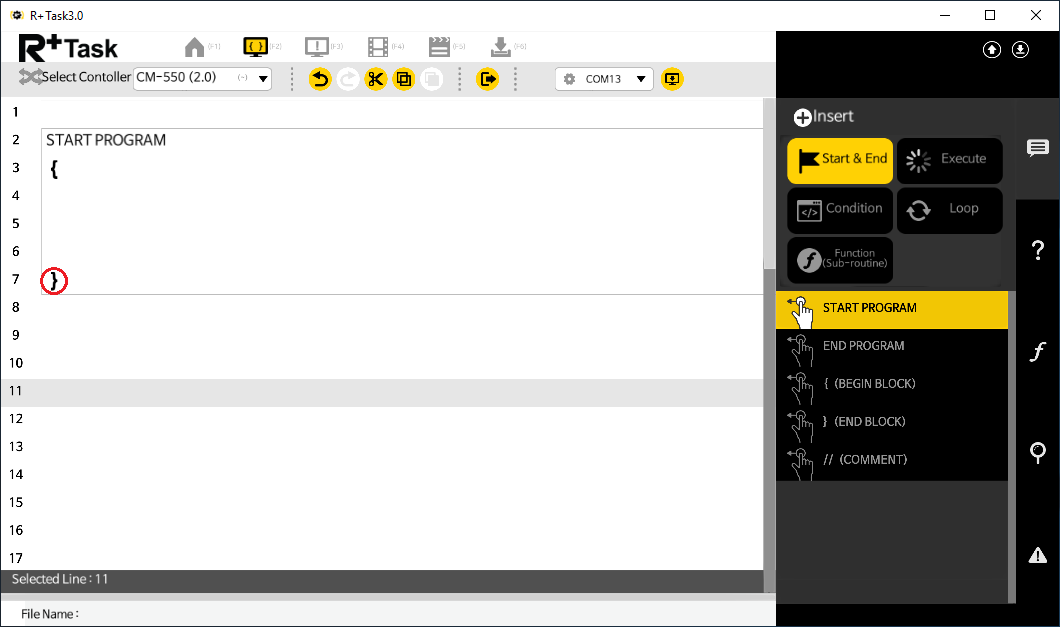 R+ Task3.0
R+Task
(F1) { } (F2) ! (F3) (F4) (F5) (F6)
Select Contoller CM-550 (2.0) (~) COM13
1
2 START PROGRAM
3 {
4
5
6
7 }
8
9
10
11
12
13
14
15
16
17
Selected Line : 11
File Name :
Insert
Start & End Execute
</> Condition Loop
f Function
(Sub-routine)
START PROGRAM
END PROGRAM
{ (BEGIN BLOCK)
} (END BLOCK)
// (COMMENT)
?
f
!